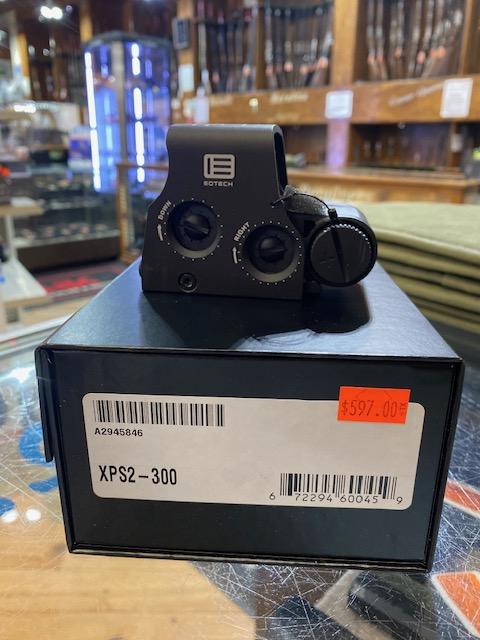 EOTECH
DOWN
RIGHT
$597.00
A2945846
XPS2-300
6 72294 60045 9